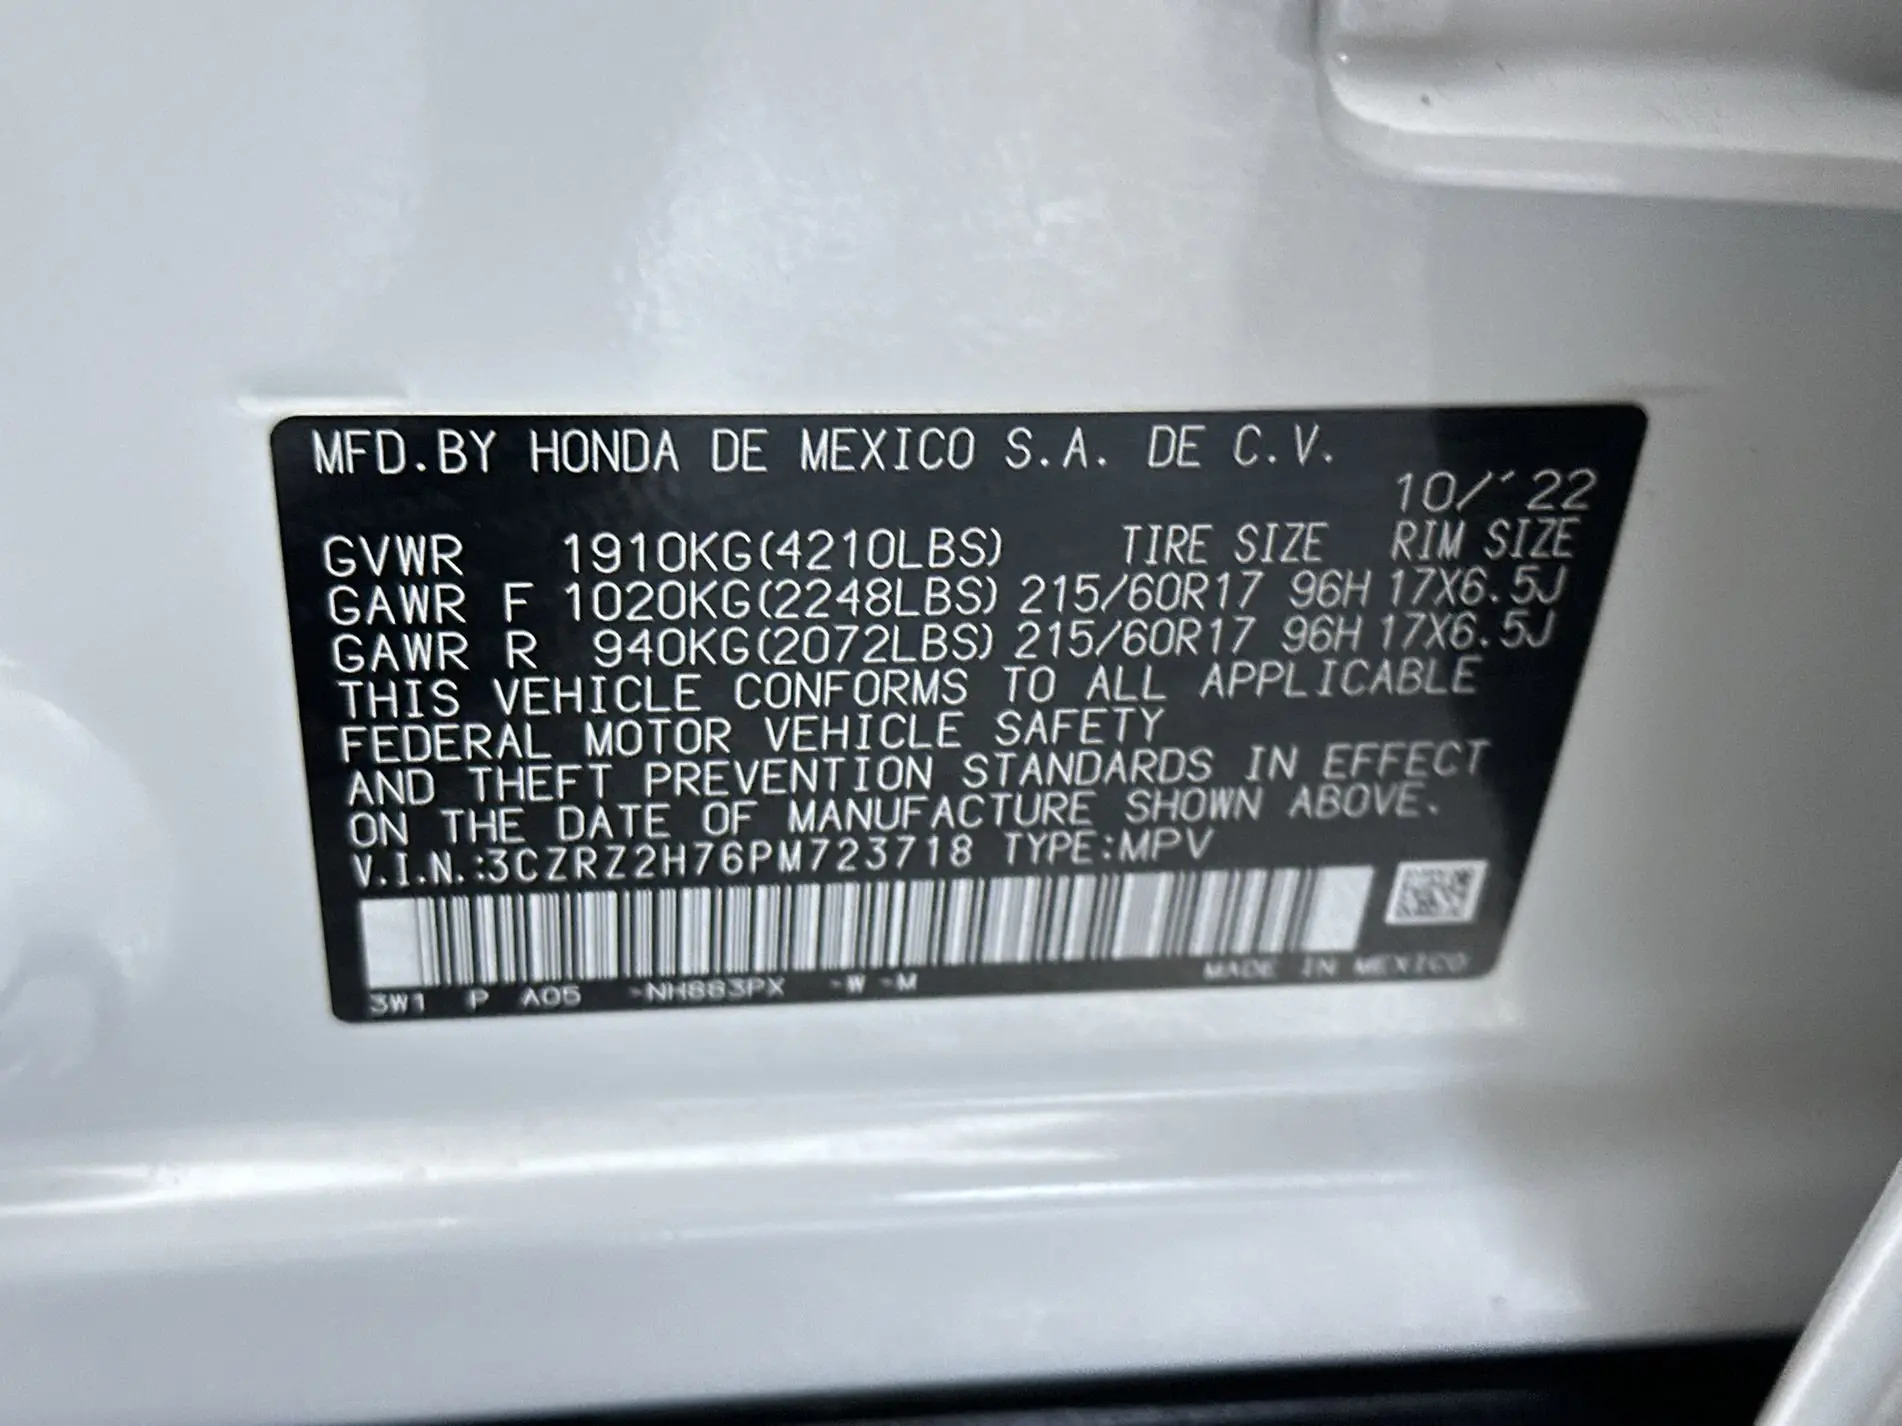 MFD.BY HONDA DE MEXICO S.A. DE C.V.
10/'22
GVWR 1910KG(4210LBS) TIRE SIZE RIM SIZE
GAWR F 1020KG(2248LBS) 215/60R17 96H 17X6.5J
GAWR R 940KG(2072LBS) 215/60R17 96H 17X6.5J
THIS VEHICLE CONFORMS TO ALL APPLICABLE
FEDERAL MOTOR VEHICLE SAFETY
AND THEFT PREVENTION STANDARDS IN EFFECT
ON THE DATE OF MANUFACTURE SHOWN ABOVE.
V.I.N.:3CZRZ2H76PM723718 TYPE:MPV
3W1 P A05 -NH883PX -W -M MADE IN MEXICO